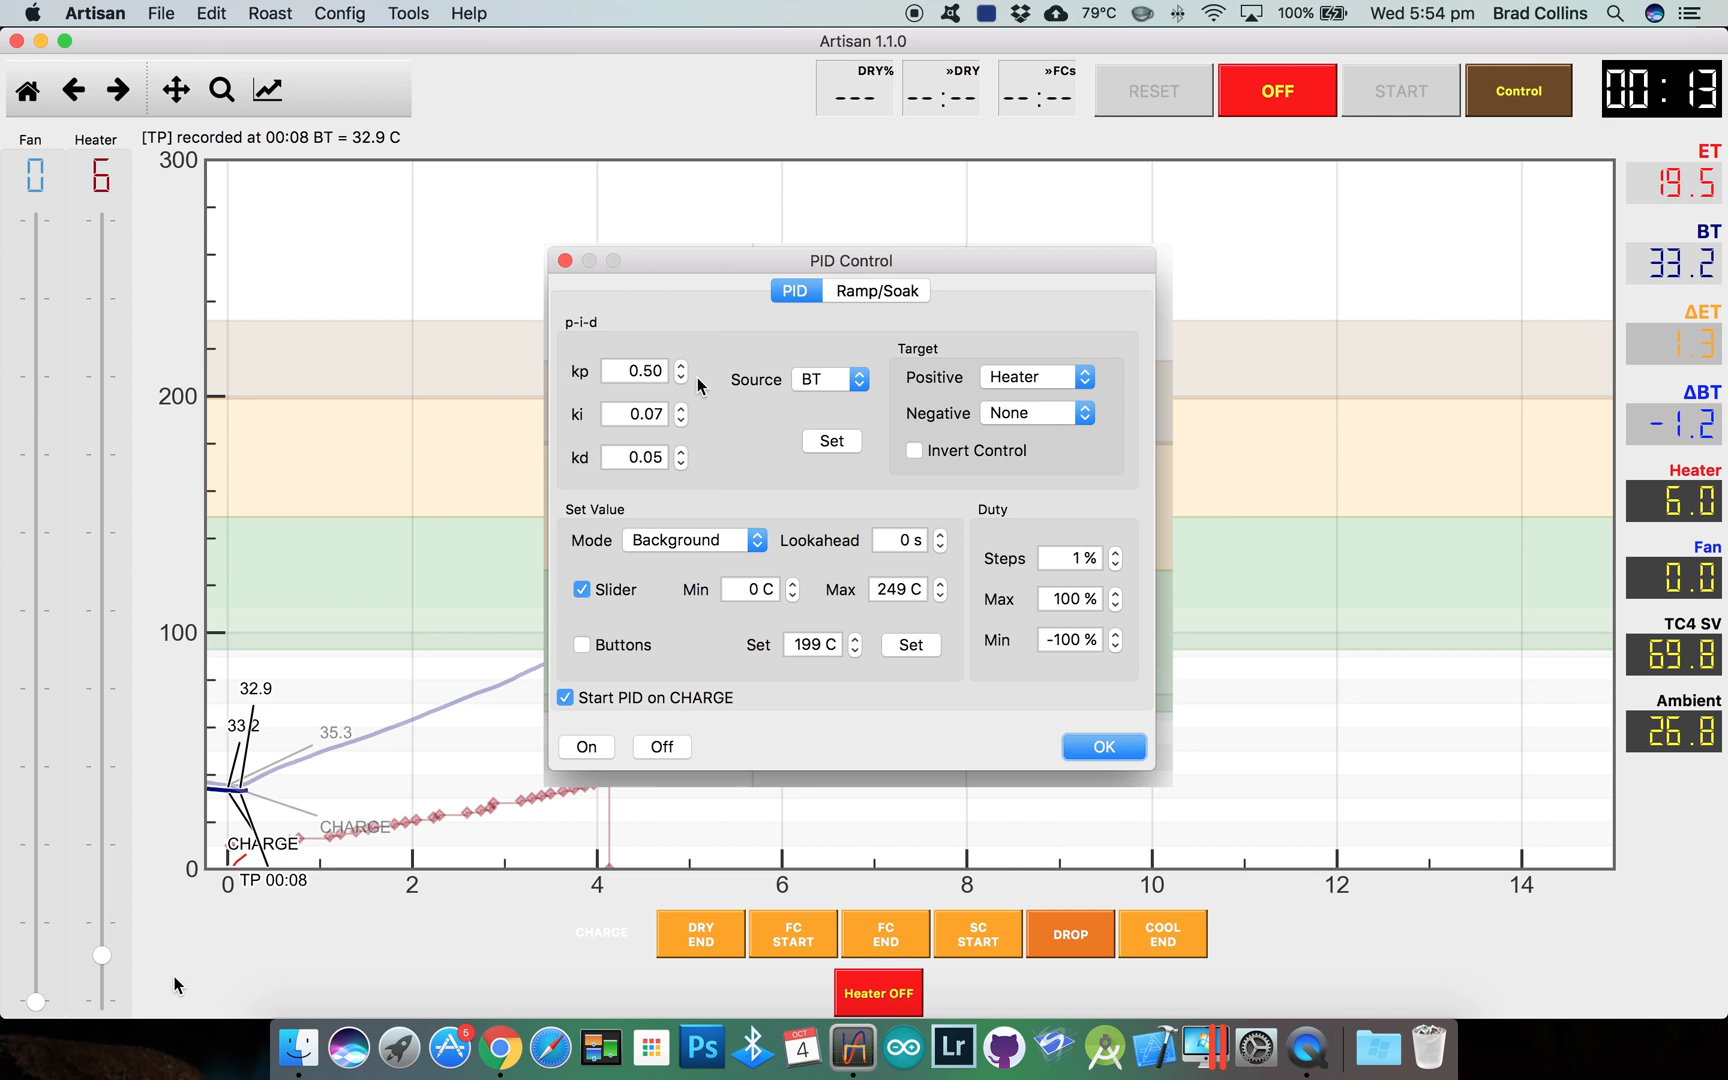 Artisan File Edit Roast Config Tools Help
79°C 100% Wed 5:54 pm Brad Collins
Artisan 1.1.0
DRY% »DRY »FCs
--- --:-- --:--
RESET OFF START Control 00:13
Fan Heater [TP] recorded at 00:08 BT = 32.9 C
0 6
ET
19.5
BT
33.2
ΔET
1.3
ΔBT
-1.2
Heater
6.0
Fan
0.0
TC4 SV
69.8
Ambient
26.8
300
200
100
0
0 2 4 6 8 10 12 14
32.9
33.2
35.3
CHARGE
CHARGE
TP 00:08
PID Control
PID Ramp/Soak
p-i-d
kp 0.50
ki 0.07
kd 0.05
Source BT
Set
Target
Positive Heater
Negative None
Invert Control
Set Value
Mode Background Lookahead 0 s
Slider Min 0 C Max 249 C
Buttons Set 199 C Set
Duty
Steps 1 %
Max 100 %
Min -100 %
Start PID on CHARGE
On Off OK
CHARGE
DRY
END
FC
START
FC
END
SC
START
DROP
COOL
END
Heater OFF
5
Ps
OCT
4
Lr